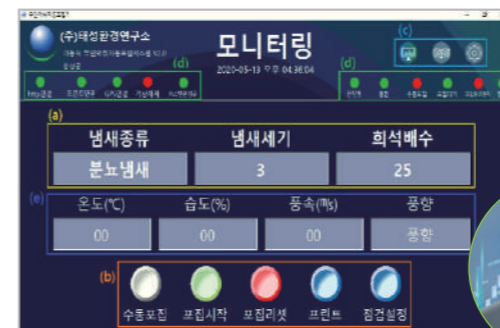 (주)태성환경연구소
모니터링
2020-05-13 오후 04:36:04
(c)
(d)
(d)
(a)
냄새종류 냄새세기 희석배수
분뇨냄새 3 25
(e)
온도(℃) 습도(%) 풍속(㎧) 풍향
00 00 00 풍향
(b)
수동포집 포집시작 포집리셋 프린트 점검설정